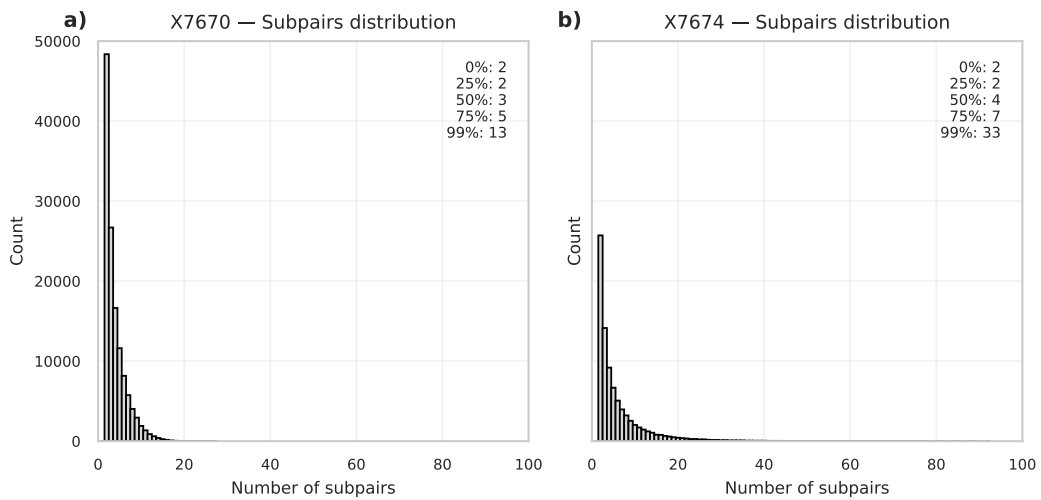 a) X7670 — Subpairs distribution
0%: 2
25%: 2
50%: 3
75%: 5
99%: 13
Count
50000
40000
30000
20000
10000
0
0 20 40 60 80 100
Number of subpairs
b) X7674 — Subpairs distribution
0%: 2
25%: 2
50%: 4
75%: 7
99%: 33
Count
0 20 40 60 80 100
Number of subpairs